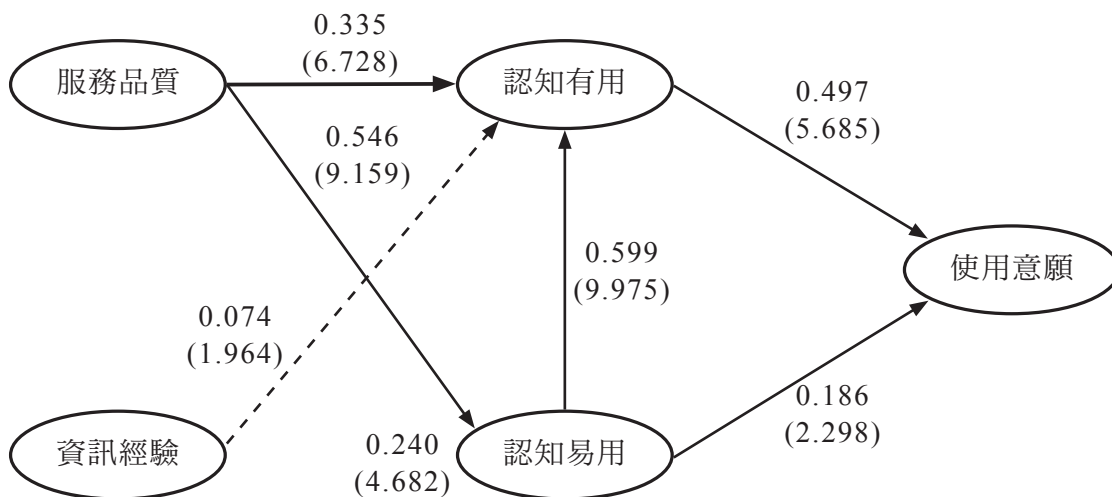 0.335
(6.728)
服務品質
認知有用
0.497
(5.685)
0.546
(9.159)
0.599
(9.975)
使用意願
0.074
(1.964)
0.186
(2.298)
資訊經驗
0.240
(4.682)
認知易用